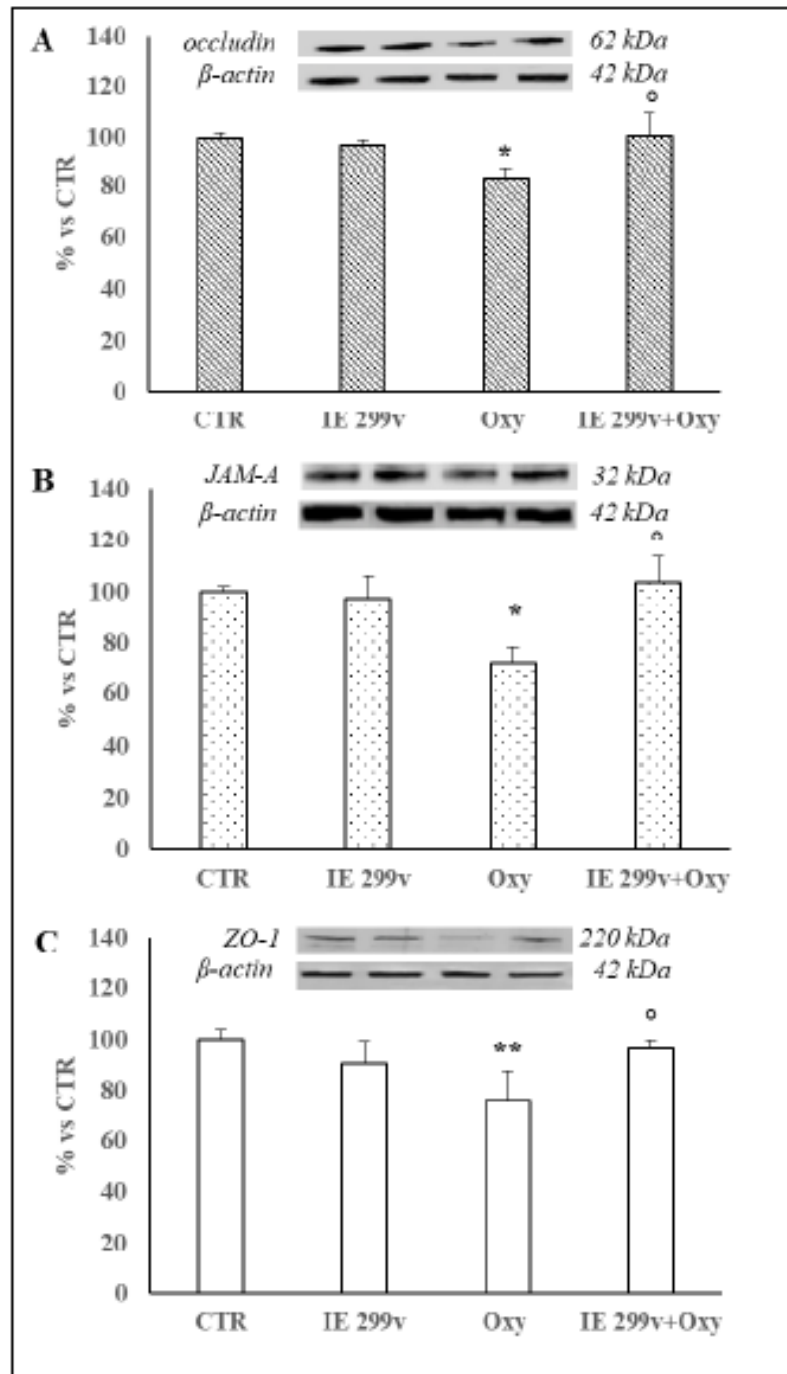 A
140
occludin
62 kDa
β-actin
42 kDa
120
°
100
*
80
60
40
20
0
% vs CTR
CTR
IE 299v
Oxy
IE 299v+Oxy
B
JAM-A
32 kDa
140
β-actin
42 kDa
120
°
100
*
80
60
40
20
0
% vs CTR
CTR
IE 299v
Oxy
IE 299v+Oxy
C
140
ZO-1
220 kDa
β-actin
42 kDa
120
°
100
**
80
60
40
20
0
% vs CTR
CTR
IE 299v
Oxy
IE 299v+Oxy